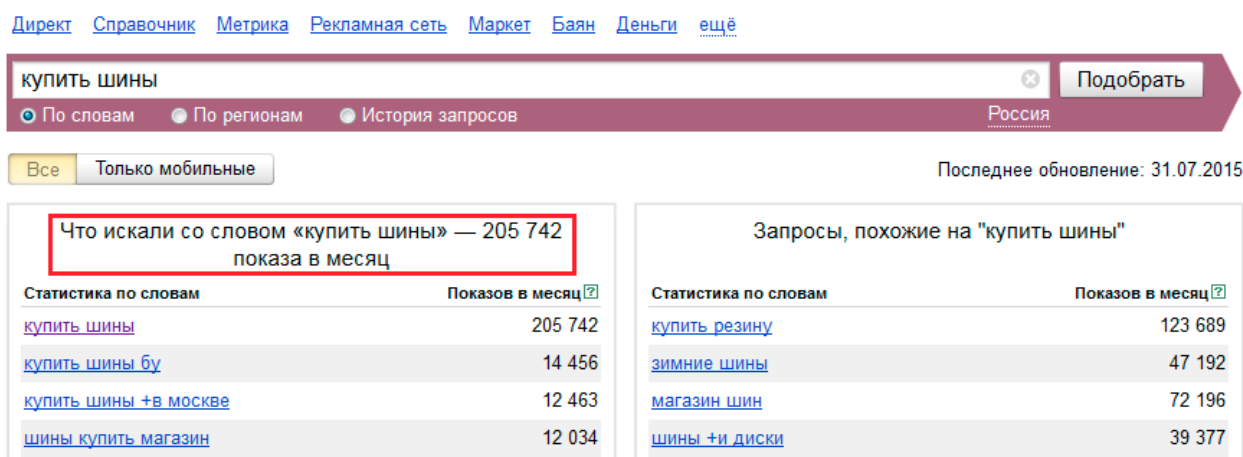 Директ Справочник Метрика Рекламная сеть Маркет Баян Деньги ещё
купить шины Подобрать
По словам По регионам История запросов Россия
Все Только мобильные Последнее обновление: 31.07.2015
Что искали со словом «купить шины» — 205 742
показа в месяц
Статистика по словам Показов в месяц ?
купить шины 205 742
купить шины бу 14 456
купить шины +в москве 12 463
шины купить магазин 12 034
Запросы, похожие на "купить шины"
Статистика по словам Показов в месяц ?
купить резину 123 689
зимние шины 47 192
магазин шин 72 196
шины +и диски 39 377